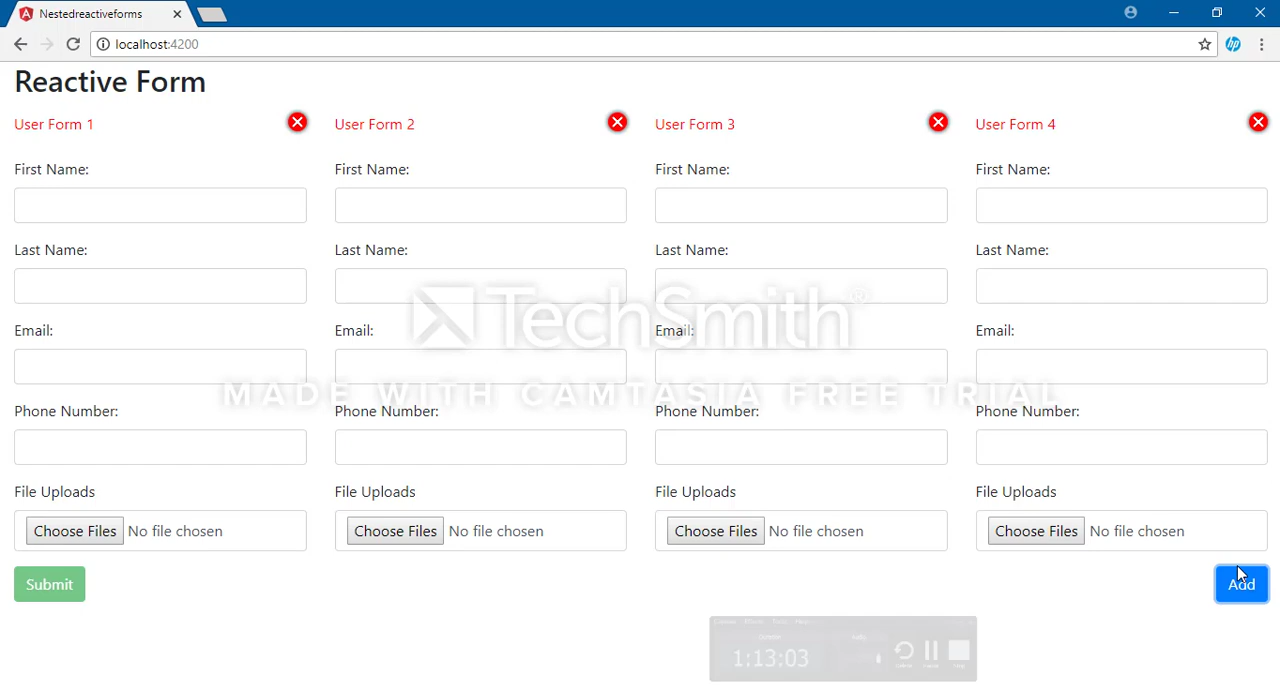 Nestedreactiveforms
localhost:4200
Reactive Form
User Form 1 User Form 2 User Form 3 User Form 4
First Name: First Name: First Name: First Name:
Last Name: Last Name: Last Name: Last Name:
TechSmith®
Email: Email: Email: Email:
MADE WITH CAMTASIA FREE TRIAL
Phone Number: Phone Number: Phone Number: Phone Number:
File Uploads File Uploads File Uploads File Uploads
Choose Files No file chosen Choose Files No file chosen Choose Files No file chosen Choose Files No file chosen
Submit Add
1:13:03